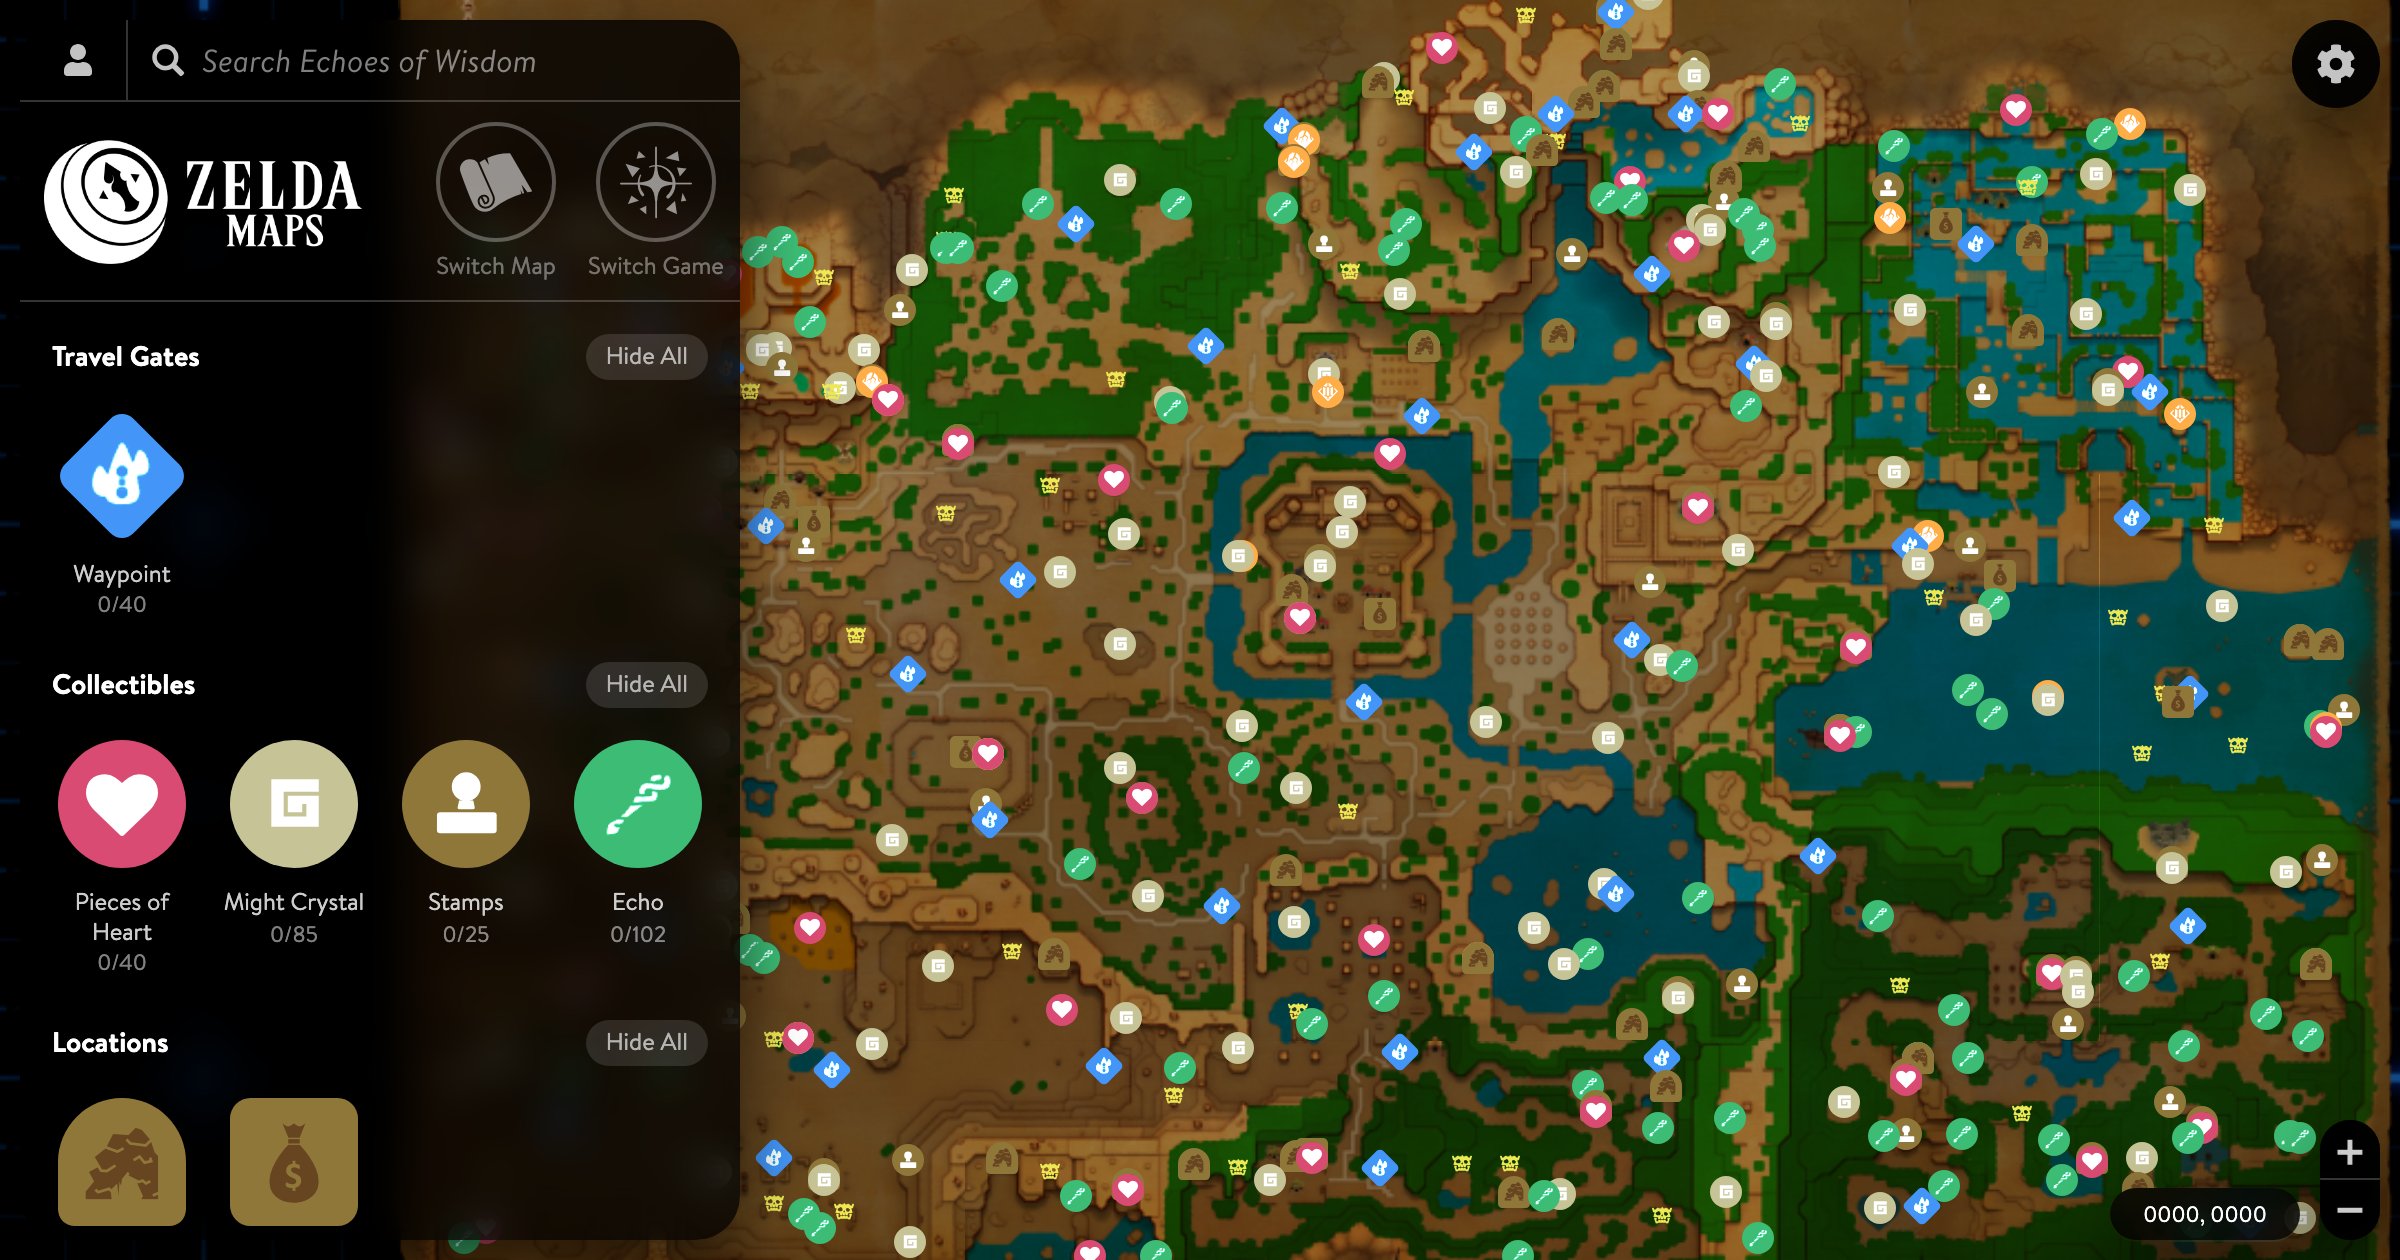 Search Echoes of Wisdom
ZELDA
MAPS
Switch Map
Switch Game
Travel Gates
Hide All
Waypoint
0/40
Collectibles
Hide All
Pieces of
Heart
0/40
Might Crystal
0/85
Stamps
0/25
Echo
0/102
Locations
Hide All
0000, 0000